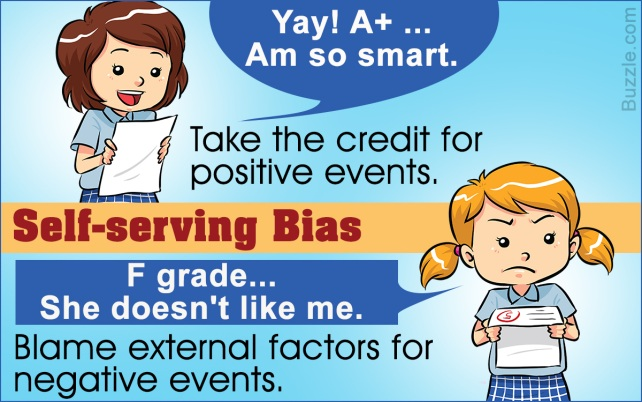 Yay! A+ ...
Am so smart.
Buzzle.com
Take the credit for
positive events.
Self-serving Bias
F grade...
She doesn't like me.
Blame external factors for
negative events.